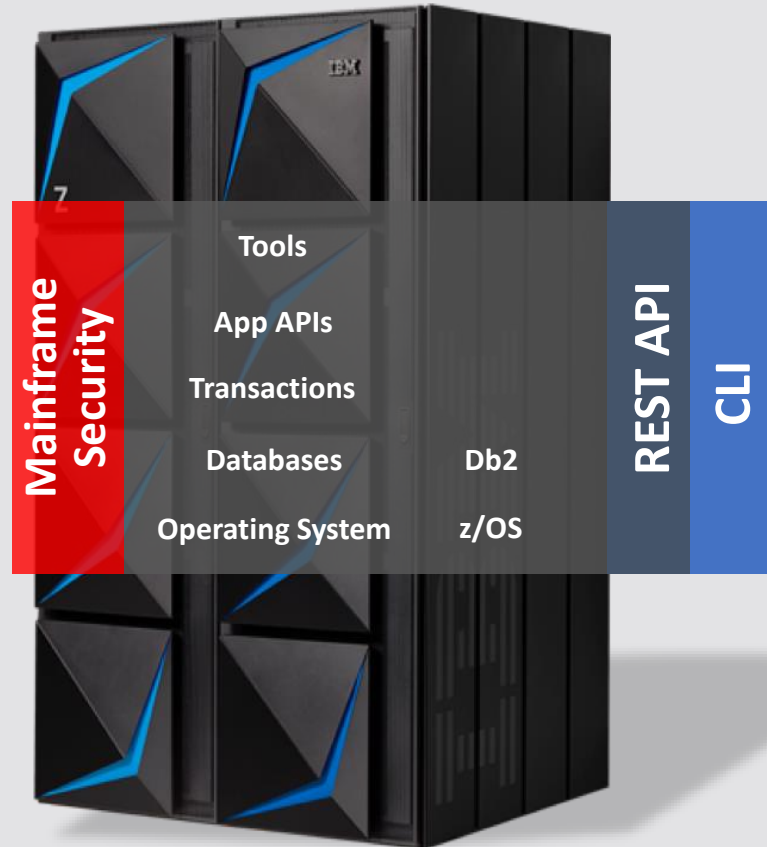 IBM
Z
Mainframe
Security
Tools
App APIs
Transactions
Databases Db2
Operating System z/OS
REST API
CLI